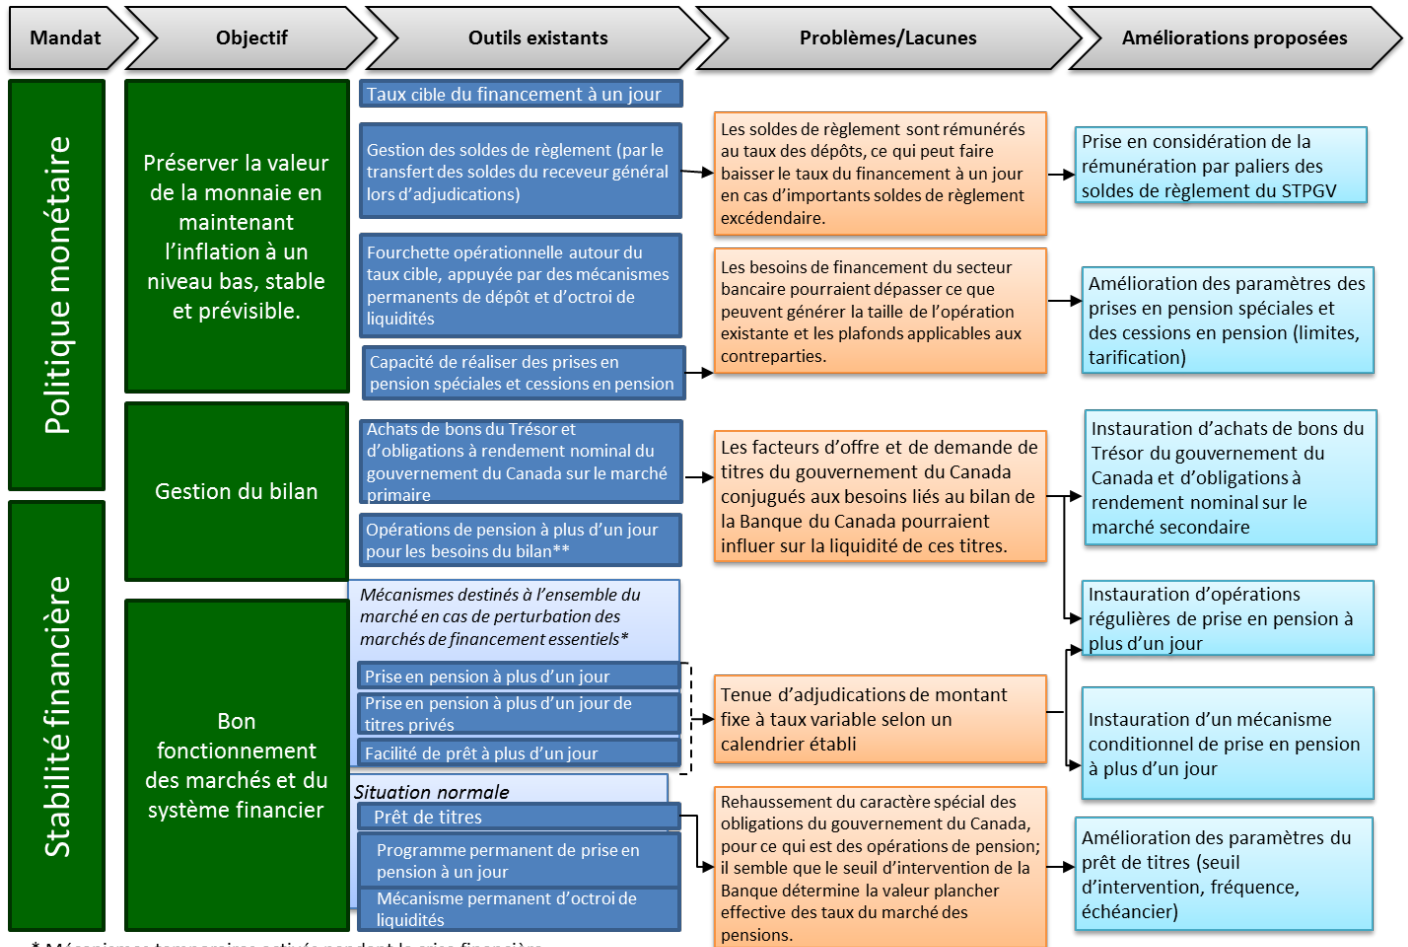 Mandat
Objectif
Outils existants
Problèmes/Lacunes
Améliorations proposées
Politique monétaire
Stabilité financière
Préserver la valeur
de la monnaie en
maintenant
l’inflation à un
niveau bas, stable
et prévisible.
Gestion du bilan
Bon
fonctionnement
des marchés et du
système financier
Taux cible du financement à un jour
Gestion des soldes de règlement (par le
transfert des soldes du receveur général
lors d’adjudications)
Fourchette opérationnelle autour du
taux cible, appuyée par des mécanismes
permanents de dépôt et d’octroi de
liquidités
Capacité de réaliser des prises en
pension spéciales et cessions en pension
Achats de bons du Trésor et
d’obligations à rendement nominal du
gouvernement du Canada sur le marché
primaire
Opérations de pension à plus d’un jour
pour les besoins du bilan**
Mécanismes destinés à l’ensemble du
marché en cas de perturbation des
marchés de financement essentiels*
Prise en pension à plus d’un jour
Prise en pension à plus d’un jour de
titres privés
Facilité de prêt à plus d’un jour
Situation normale
Prêt de titres
Programme permanent de prise en
pension à un jour
Mécanisme permanent d’octroi de
liquidités
Les soldes de règlement sont rémunérés
au taux des dépôts, ce qui peut faire
baisser le taux du financement à un jour
en cas d’importants soldes de règlement
excédendaire.
Les besoins de financement du secteur
bancaire pourraient dépasser ce que
peuvent générer la taille de l’opération
existante et les plafonds applicables aux
contreparties.
Les facteurs d’offre et de demande de
titres du gouvernement du Canada
conjugués aux besoins liés au bilan de
la Banque du Canada pourraient
influer sur la liquidité de ces titres.
Tenue d’adjudications de montant
fixe à taux variable selon un
calendrier établi
Rehaussement du caractère spécial des
obligations du gouvernement du Canada,
pour ce qui est des opérations de pension;
il semble que le seuil d’intervention de la
Banque détermine la valeur plancher
effective des taux du marché des
pensions.
Prise en considération de la
rémunération par paliers des
soldes de règlement du STPGV
Amélioration des paramètres des
prises en pension spéciales et
des cessions en pension (limites,
tarification)
Instauration d’achats de bons du
Trésor du gouvernement du
Canada et d’obligations à
rendement nominal sur le
marché secondaire
Instauration d’opérations
régulières de prise en pension à
plus d’un jour
Instauration d’un mécanisme
conditionnel de prise en pension
à plus d’un jour
Amélioration des paramètres du
prêt de titres (seuil
d’intervention, fréquence,
échéancier)
* Mécanismes temporaires activés pendant la crise financière